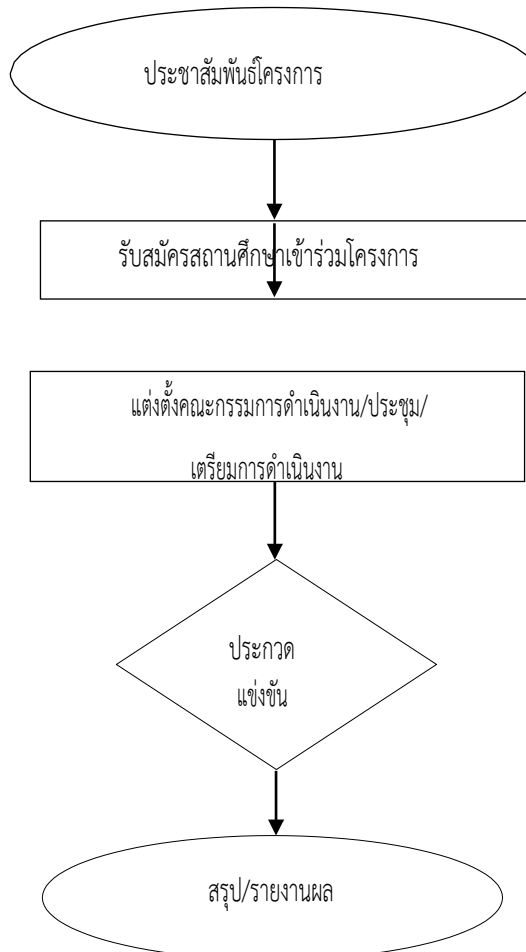 ประชาสัมพันธ์โครงการ
รับสมัครสถานศึกษาเข้าร่วมโครงการ
แต่งตั้งคณะกรรมการดำเนินงาน/ประชุม/
เตรียมการดำเนินงาน
ประกวด
แข่งขัน
สรุป/รายงานผล